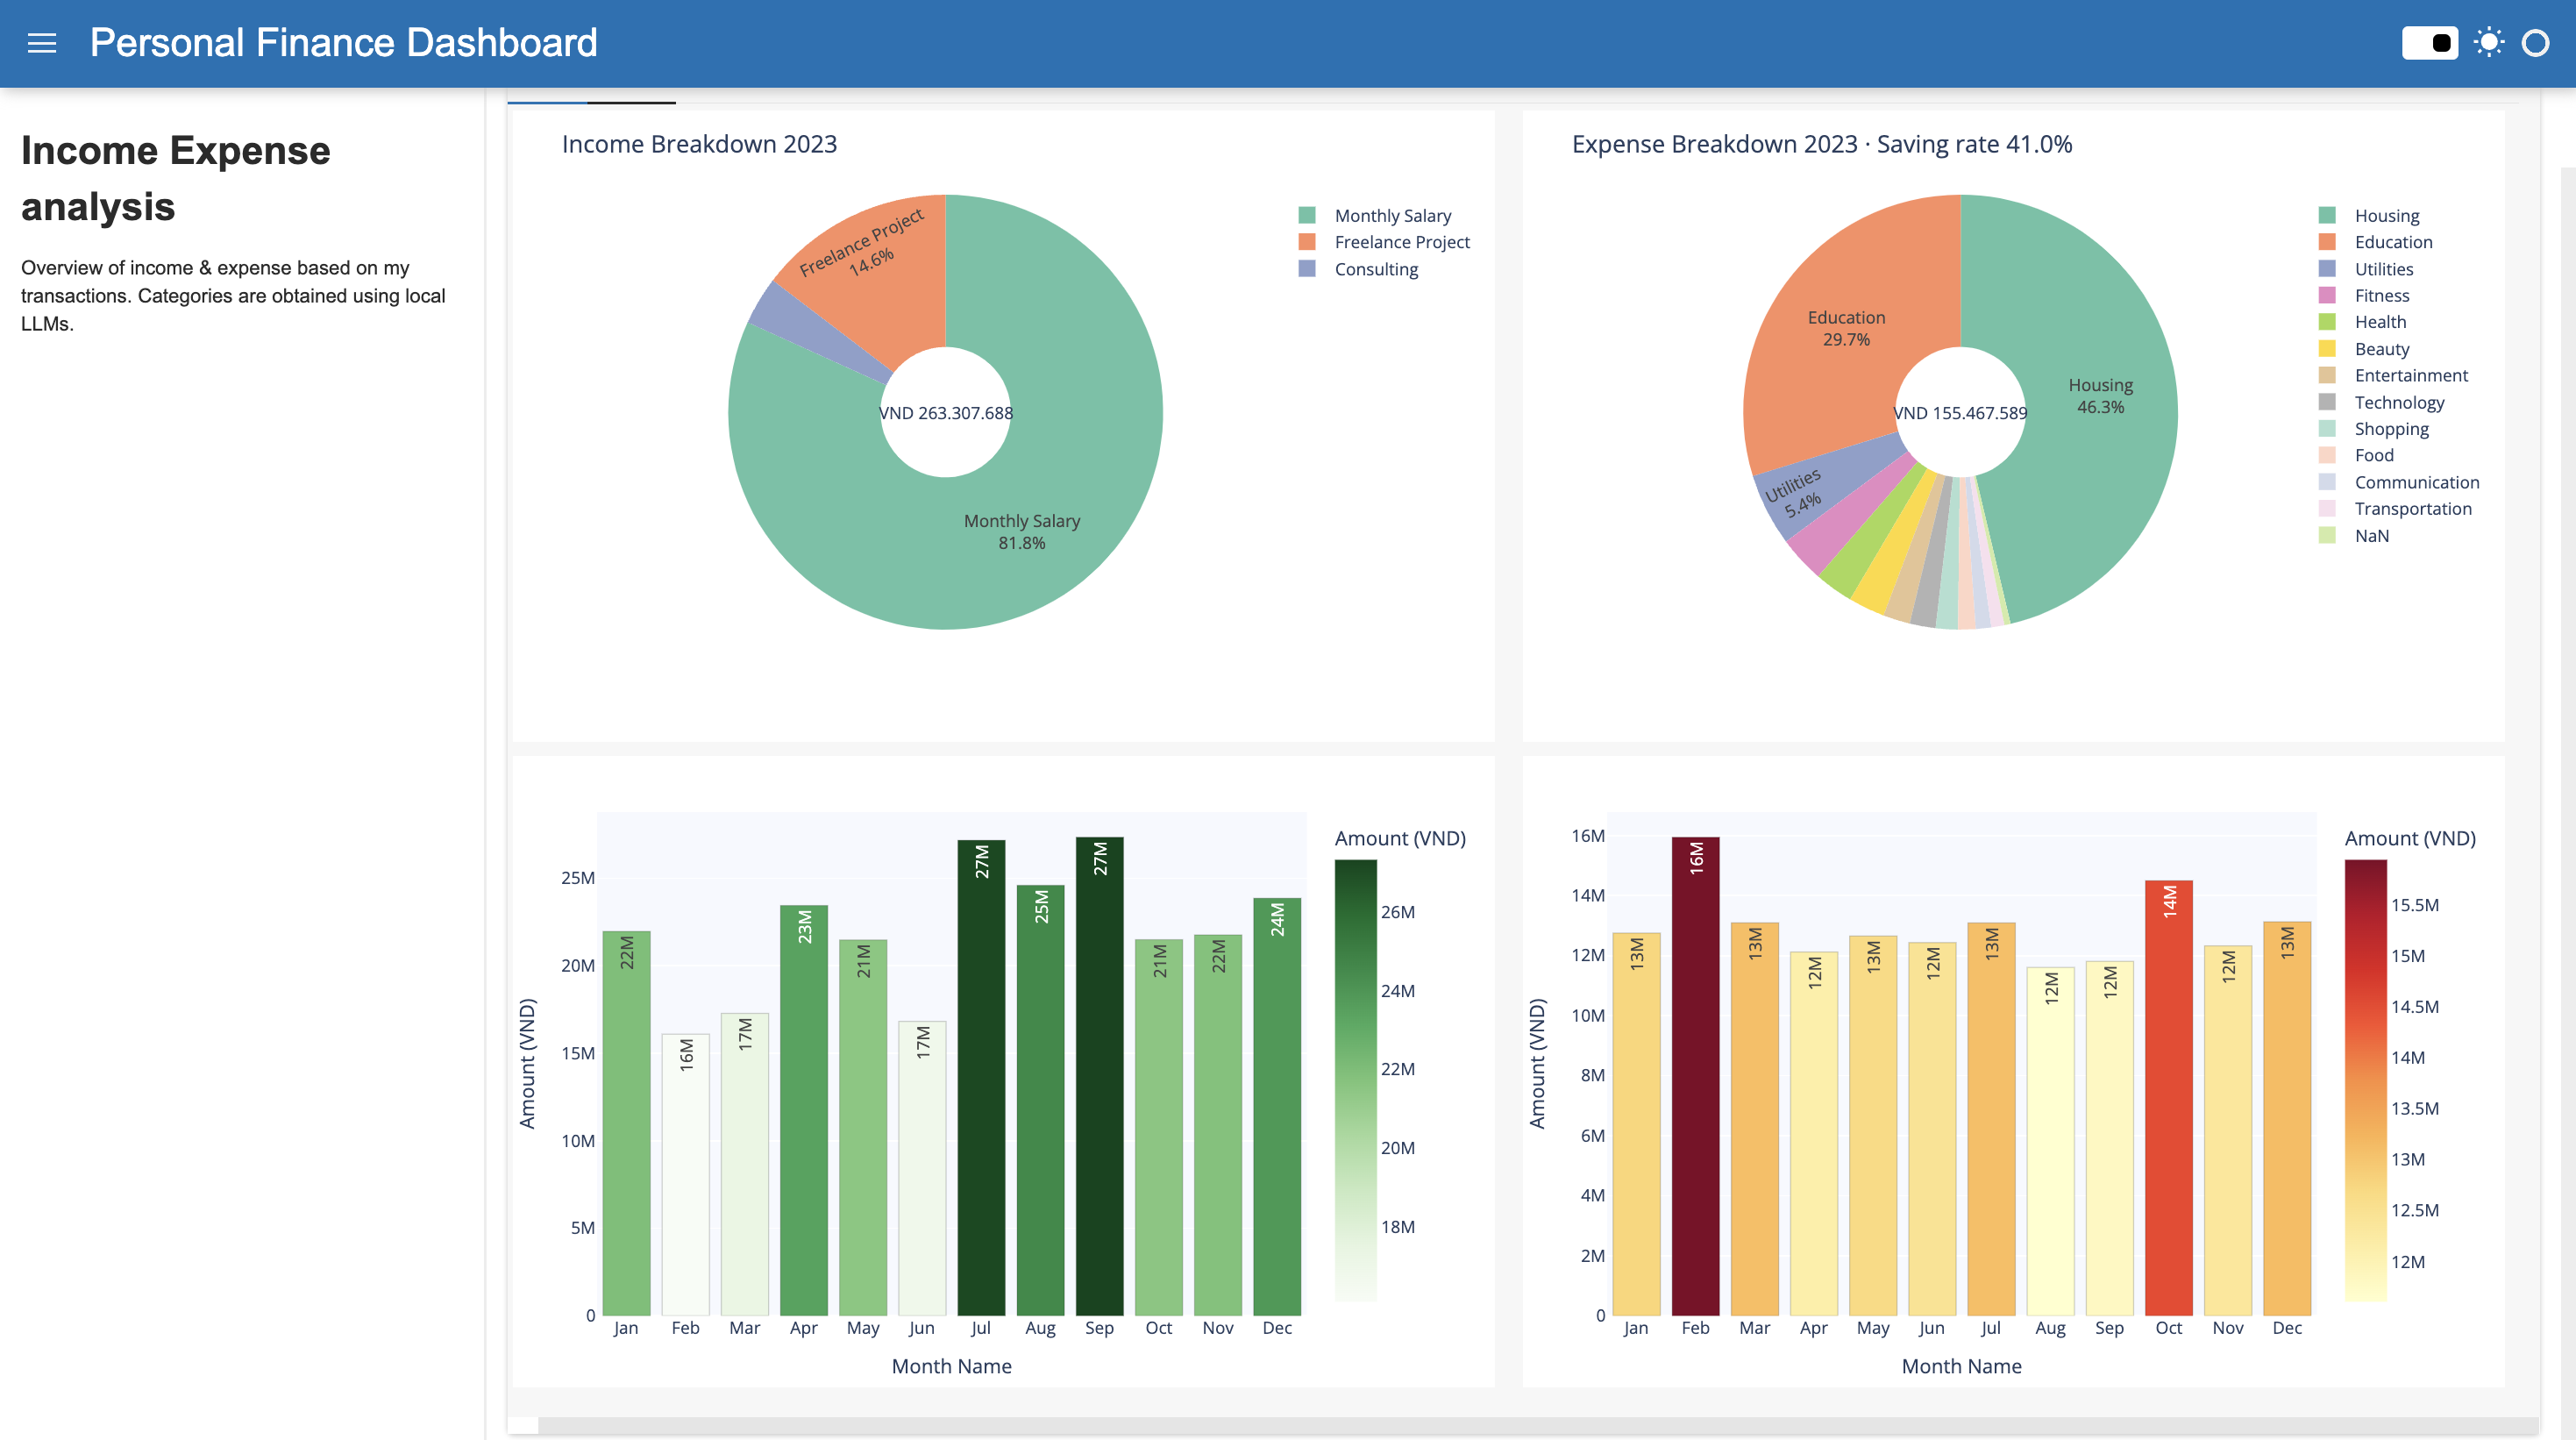 Personal Finance Dashboard
Income Expense
analysis
Overview of income & expense based on my
transactions. Categories are obtained using local
LLMs.
Income Breakdown 2023
Freelance Project
14.6%
VND 263.307.688
Monthly Salary
81.8%
Monthly Salary
Freelance Project
Consulting
Expense Breakdown 2023 · Saving rate 41.0%
Education
29.7%
Housing
46.3%
VND 155.467.589
Utilities
5.4%
Housing
Education
Utilities
Fitness
Health
Beauty
Entertainment
Technology
Shopping
Food
Communication
Transportation
NaN
Amount (VND)
25M
20M
15M
10M
5M
0
22M
16M
17M
23M
21M
17M
27M
25M
27M
21M
22M
24M
Jan
Feb
Mar
Apr
May
Jun
Jul
Aug
Sep
Oct
Nov
Dec
Month Name
Amount (VND)
26M
24M
22M
20M
18M
Amount (VND)
16M
14M
12M
10M
8M
6M
4M
2M
0
13M
16M
13M
12M
13M
12M
13M
12M
12M
14M
12M
13M
Jan
Feb
Mar
Apr
May
Jun
Jul
Aug
Sep
Oct
Nov
Dec
Month Name
Amount (VND)
15.5M
15M
14.5M
14M
13.5M
13M
12.5M
12M